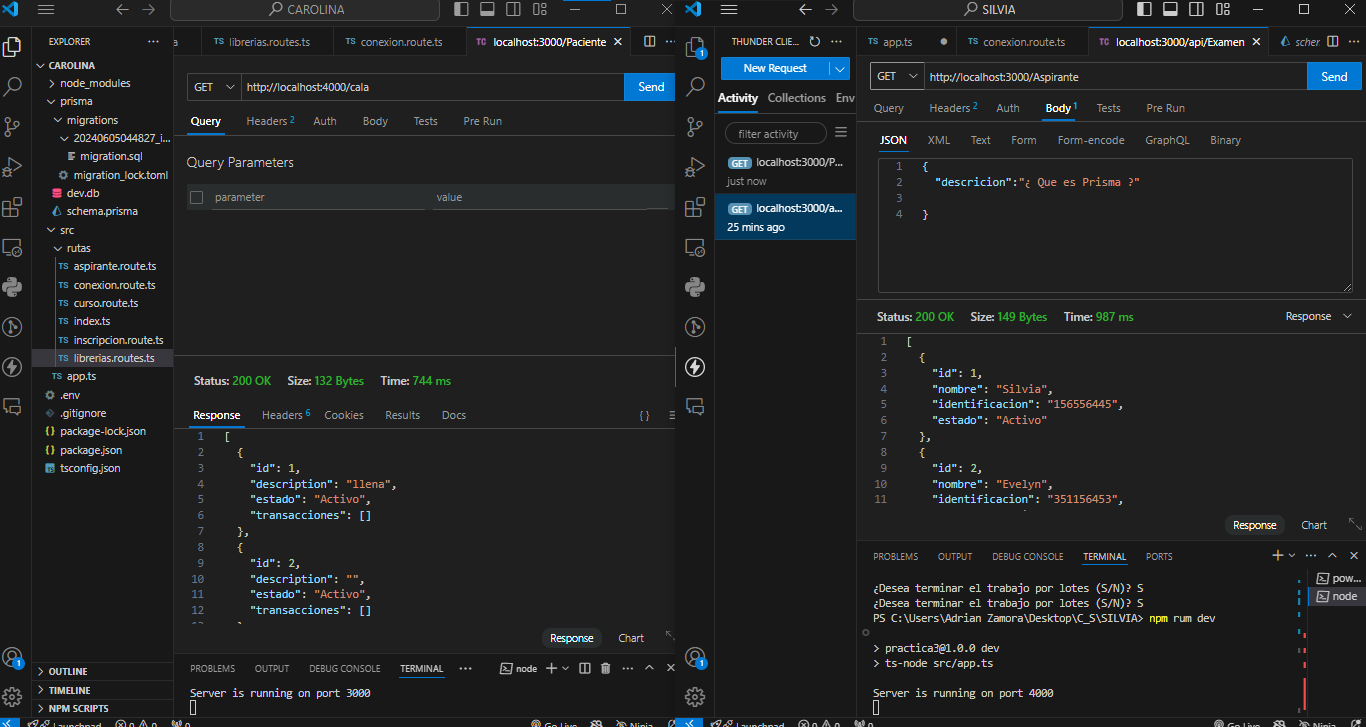 CAROLINA
EXPLORER
librerias.routes.ts
conexion.route.ts
TC localhost:3000/Paciente
CAROLINA
node_modules
prisma
migrations
20240605044827_i...
migration.sql
migration_lock.toml
dev.db
schema.prisma
src
rutas
TS aspirante.route.ts
TS conexion.route.ts
TS curso.route.ts
TS index.ts
TS inscripcion.route.ts
TS librerias.routes.ts
TS app.ts
.env
.gitignore
{} package-lock.json
{} package.json
tsconfig.json
OUTLINE
TIMELINE
NPM SCRIPTS
GET
http://localhost:4000/cala
Send
Query
Headers 2
Auth
Body
Tests
Pre Run
Query Parameters
parameter
value
Status: 200 OK
Size: 132 Bytes
Time: 744 ms
Response
Headers 6
Cookies
Results
Docs
{ }
1 [
2 {
3 "id": 1,
4 "description": "llena",
5 "estado": "Activo",
6 "transacciones": []
7 },
8 {
9 "id": 2,
10 "description": "",
11 "estado": "Activo",
12 "transacciones": []
Response
Chart
PROBLEMS
OUTPUT
DEBUG CONSOLE
TERMINAL
node
Server is running on port 3000
Launchpad
0
0
0
Go Live
Ninja
SILVIA
THUNDER CLIE...
New Request
Activity
Collections
Env
filter activity
GET localhost:3000/P...
just now
GET localhost:3000/a...
25 mins ago
TS app.ts
TS conexion.route.ts
TC localhost:3000/api/Examen
scher
GET
http://localhost:3000/Aspirante
Send
Query
Headers 2
Auth
Body 1
Tests
Pre Run
JSON
XML
Text
Form
Form-encode
GraphQL
Binary
1 {
2 "descricion":"¿ Que es Prisma ?"
3
4 }
Status: 200 OK
Size: 149 Bytes
Time: 987 ms
Response
1 [
2 {
3 "id": 1,
4 "nombre": "Silvia",
5 "identificacion": "156556445",
6 "estado": "Activo"
7 },
8 {
9 "id": 2,
10 "nombre": "Evelyn",
11 "identificacion": "351156453",
Response
Chart
PROBLEMS
OUTPUT
DEBUG CONSOLE
TERMINAL
PORTS
¿Desea terminar el trabajo por lotes (S/N)? S
¿Desea terminar el trabajo por lotes (S/N)? S
PS C:\Users\Adrian Zamora\Desktop\C_S\SILVIA> npm rum dev
> practica3@1.0.0 dev
> ts-node src/app.ts
Server is running on port 4000
pow...
node
Launchpad
0
0
0
Go Live
Ninja